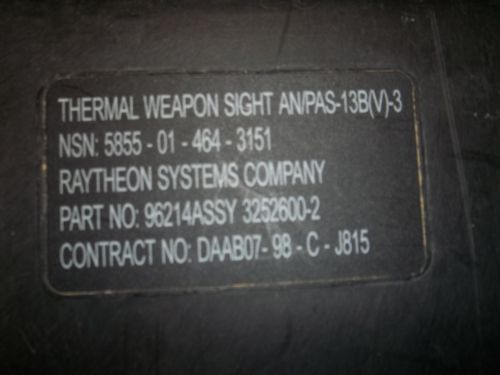 THERMAL WEAPON SIGHT AN/PAS-13B(V)-3
NSN: 5855 - 01 - 464 - 3151
RAYTHEON SYSTEMS COMPANY
PART NO: 96214ASSY 3252600-2
CONTRACT NO: DAAB07- 98 - C - J815